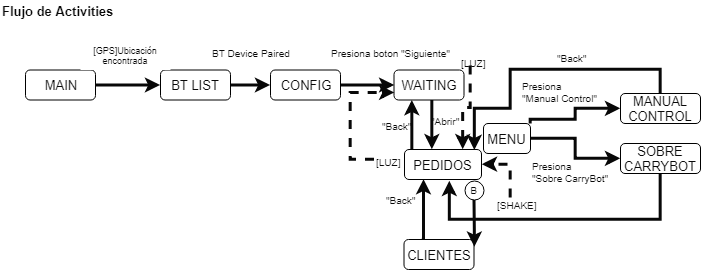 Flujo de Activities
[GPS]Ubicación
encontrada
BT Device Paired
Presiona boton "Siguiente"
[LUZ]
"Back"
MAIN
BT LIST
CONFIG
WAITING
Presiona
"Manual Control"
MANUAL
CONTROL
"Back"
"Abrir"
MENU
[LUZ]
PEDIDOS
SOBRE
CARRYBOT
Presiona
"Sobre CarryBot"
B
"Back"
[SHAKE]
CLIENTES